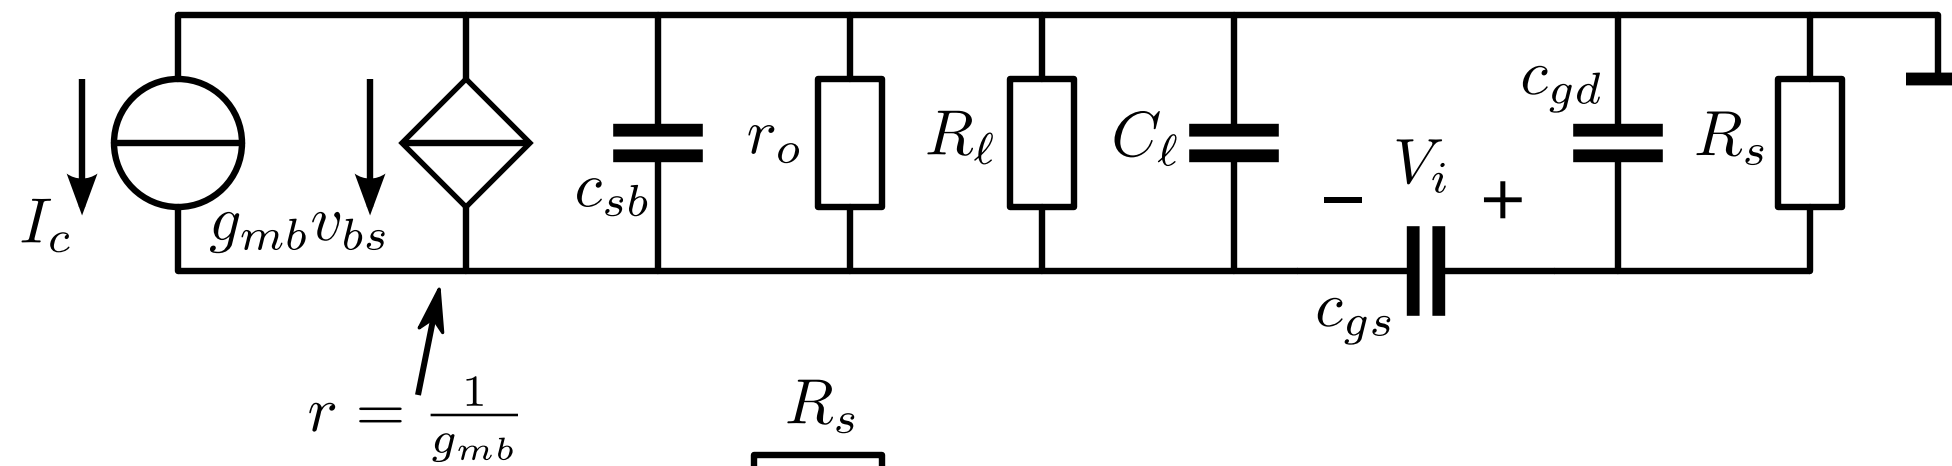 I_c
g_{mb}v_{bs}
c_{sb}
r_o
R_ℓ
C_ℓ
− V_i +
c_{gs}
c_{gd}
R_s
r = \frac{1}{g_{mb}}
R_s